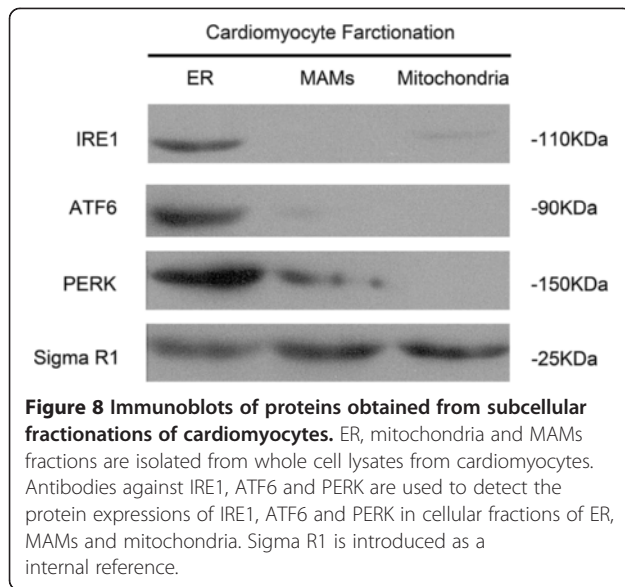 Cardiomyocyte Farctionation
ER MAMs Mitochondria
IRE1 -110KDa
ATF6 -90KDa
PERK -150KDa
Sigma R1 -25KDa
Figure 8 Immunoblots of proteins obtained from subcellular
fractionations of cardiomyocytes. ER, mitochondria and MAMs
fractions are isolated from whole cell lysates from cardiomyocytes.
Antibodies against IRE1, ATF6 and PERK are used to detect the
protein expressions of IRE1, ATF6 and PERK in cellular fractions of ER,
MAMs and mitochondria. Sigma R1 is introduced as a
internal reference.